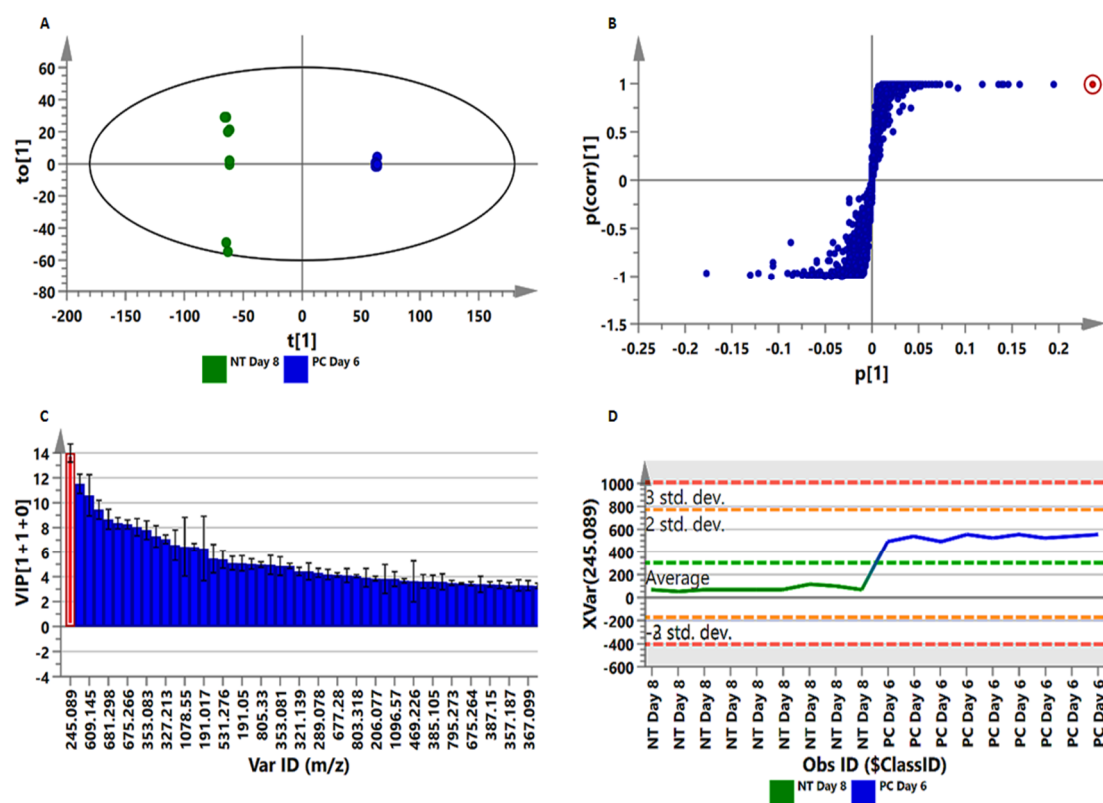 A
60
40
20
0
-20
-40
-60
-80
to[1]
-200 -150 -100 -50 0 50 100 150
t[1]
NT Day 8 PC Day 6
B
1
0.5
0
-0.5
-1
-1.5
p(corr)[1]
-0.25 -0.2 -0.15 -0.1 -0.05 0 0.05 0.1 0.15 0.2
p[1]
C
14
12
10
8
6
4
2
0
-2
-4
VIP[1+1+0]
245.089
609.145
681.298
675.266
353.083
327.213
1078.55
191.017
531.276
191.05
805.33
353.081
321.139
289.078
677.28
803.318
206.077
1096.57
469.226
385.105
795.273
675.264
387.15
357.187
367.099
Var ID (m/z)
D
1000
800
600
400
200
0
-200
-400
-600
XVar(245.089)
3 std. dev.
2 std. dev.
Average
std. dev.
NT Day 8
NT Day 8
NT Day 8
NT Day 8
NT Day 8
NT Day 8
NT Day 8
NT Day 8
NT Day 8
PC Day 6
PC Day 6
PC Day 6
PC Day 6
PC Day 6
PC Day 6
PC Day 6
PC Day 6
PC Day 6
Obs ID ($ClassID)
NT Day 8 PC Day 6